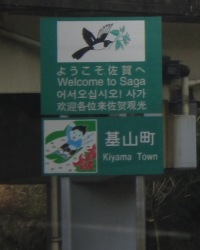 ようこそ佐賀へ
Welcome to Saga
어서오십시오! 사가
欢迎各位来佐贺观光
基山町
Kiyama Town